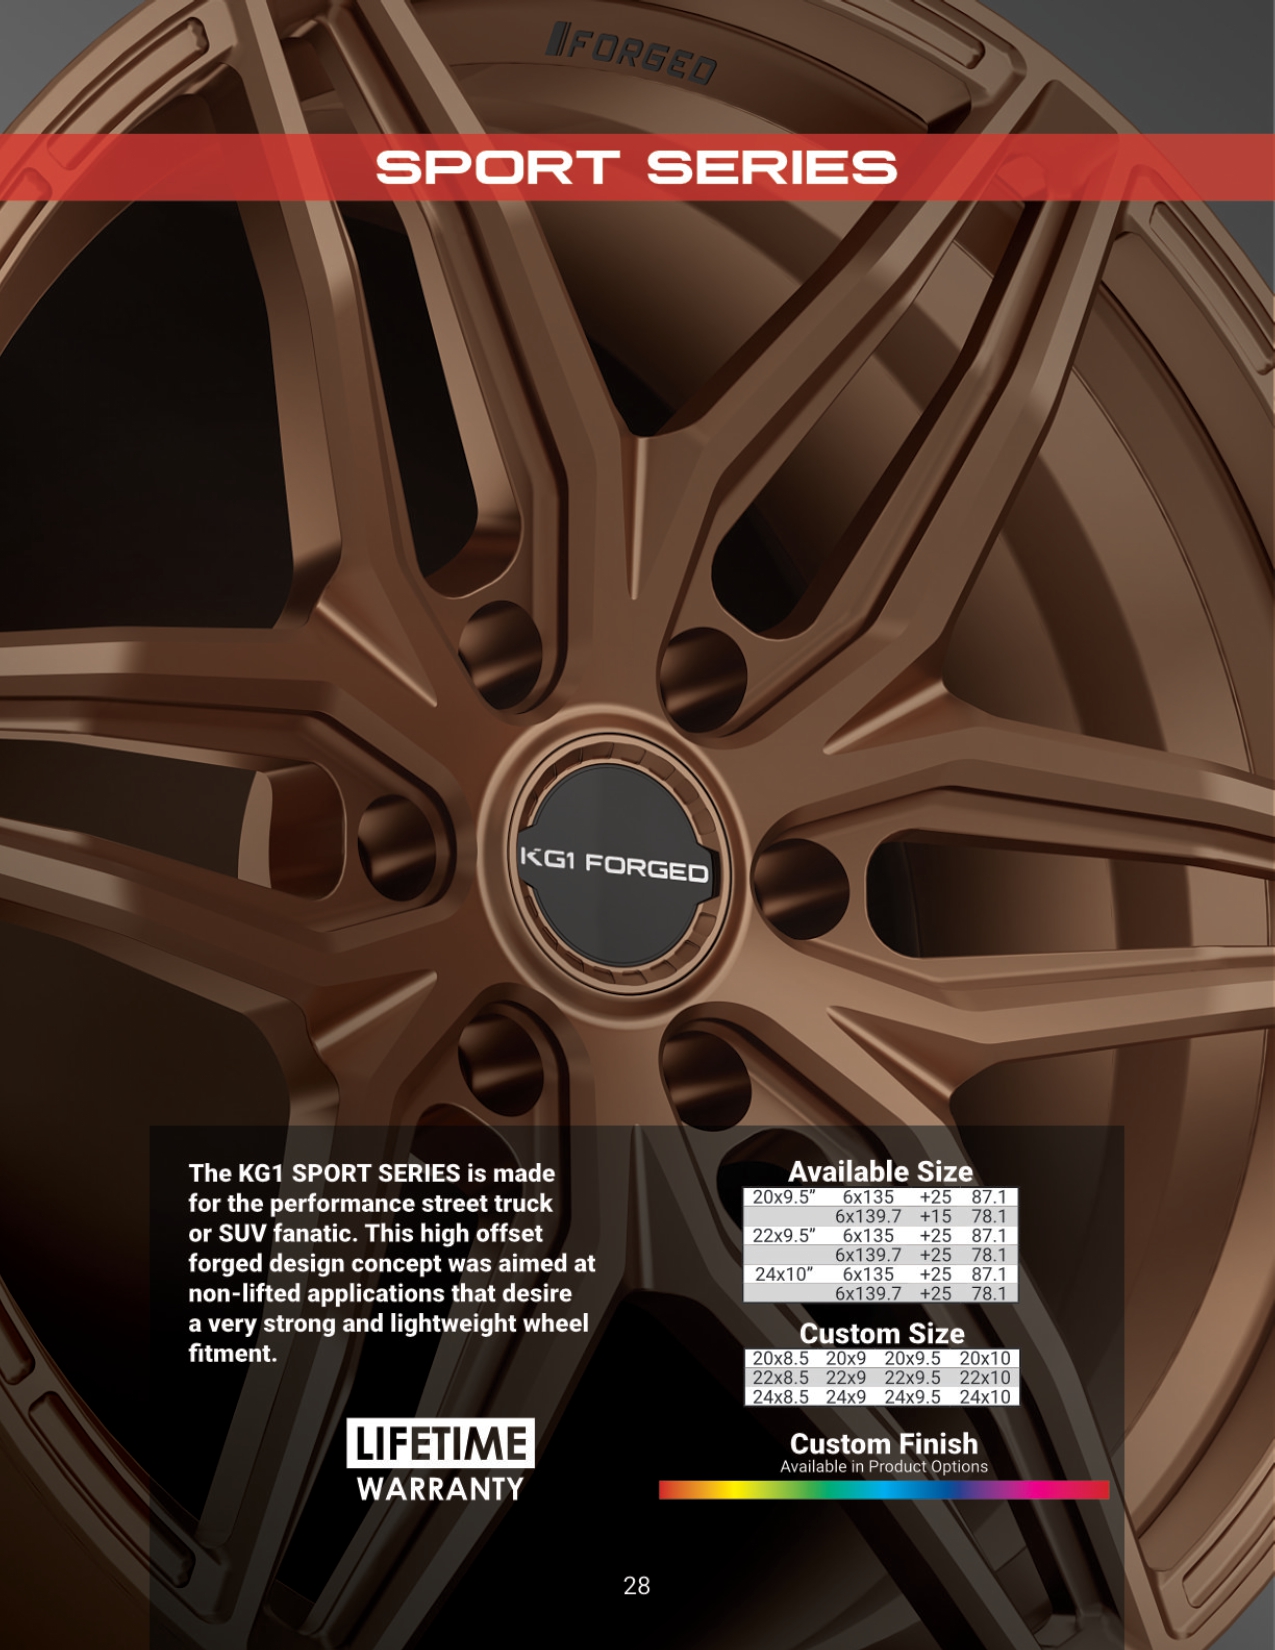 FORGED
SPORT SERIES
KG1 FORGED
The KG1 SPORT SERIES is made
for the performance street truck
or SUV fanatic. This high offset
forged design concept was aimed at
non-lifted applications that desire
a very strong and lightweight wheel
fitment.
LIFETIME
WARRANTY
Available Size
20x9.5” 6x135 +25 87.1
6x139.7 +15 78.1
22x9.5” 6x135 +25 87.1
6x139.7 +25 78.1
24x10” 6x135 +25 87.1
6x139.7 +25 78.1
Custom Size
20x8.5 20x9 20x9.5 20x10
22x8.5 22x9 22x9.5 22x10
24x8.5 24x9 24x9.5 24x10
Custom Finish
Available in Product Options
28